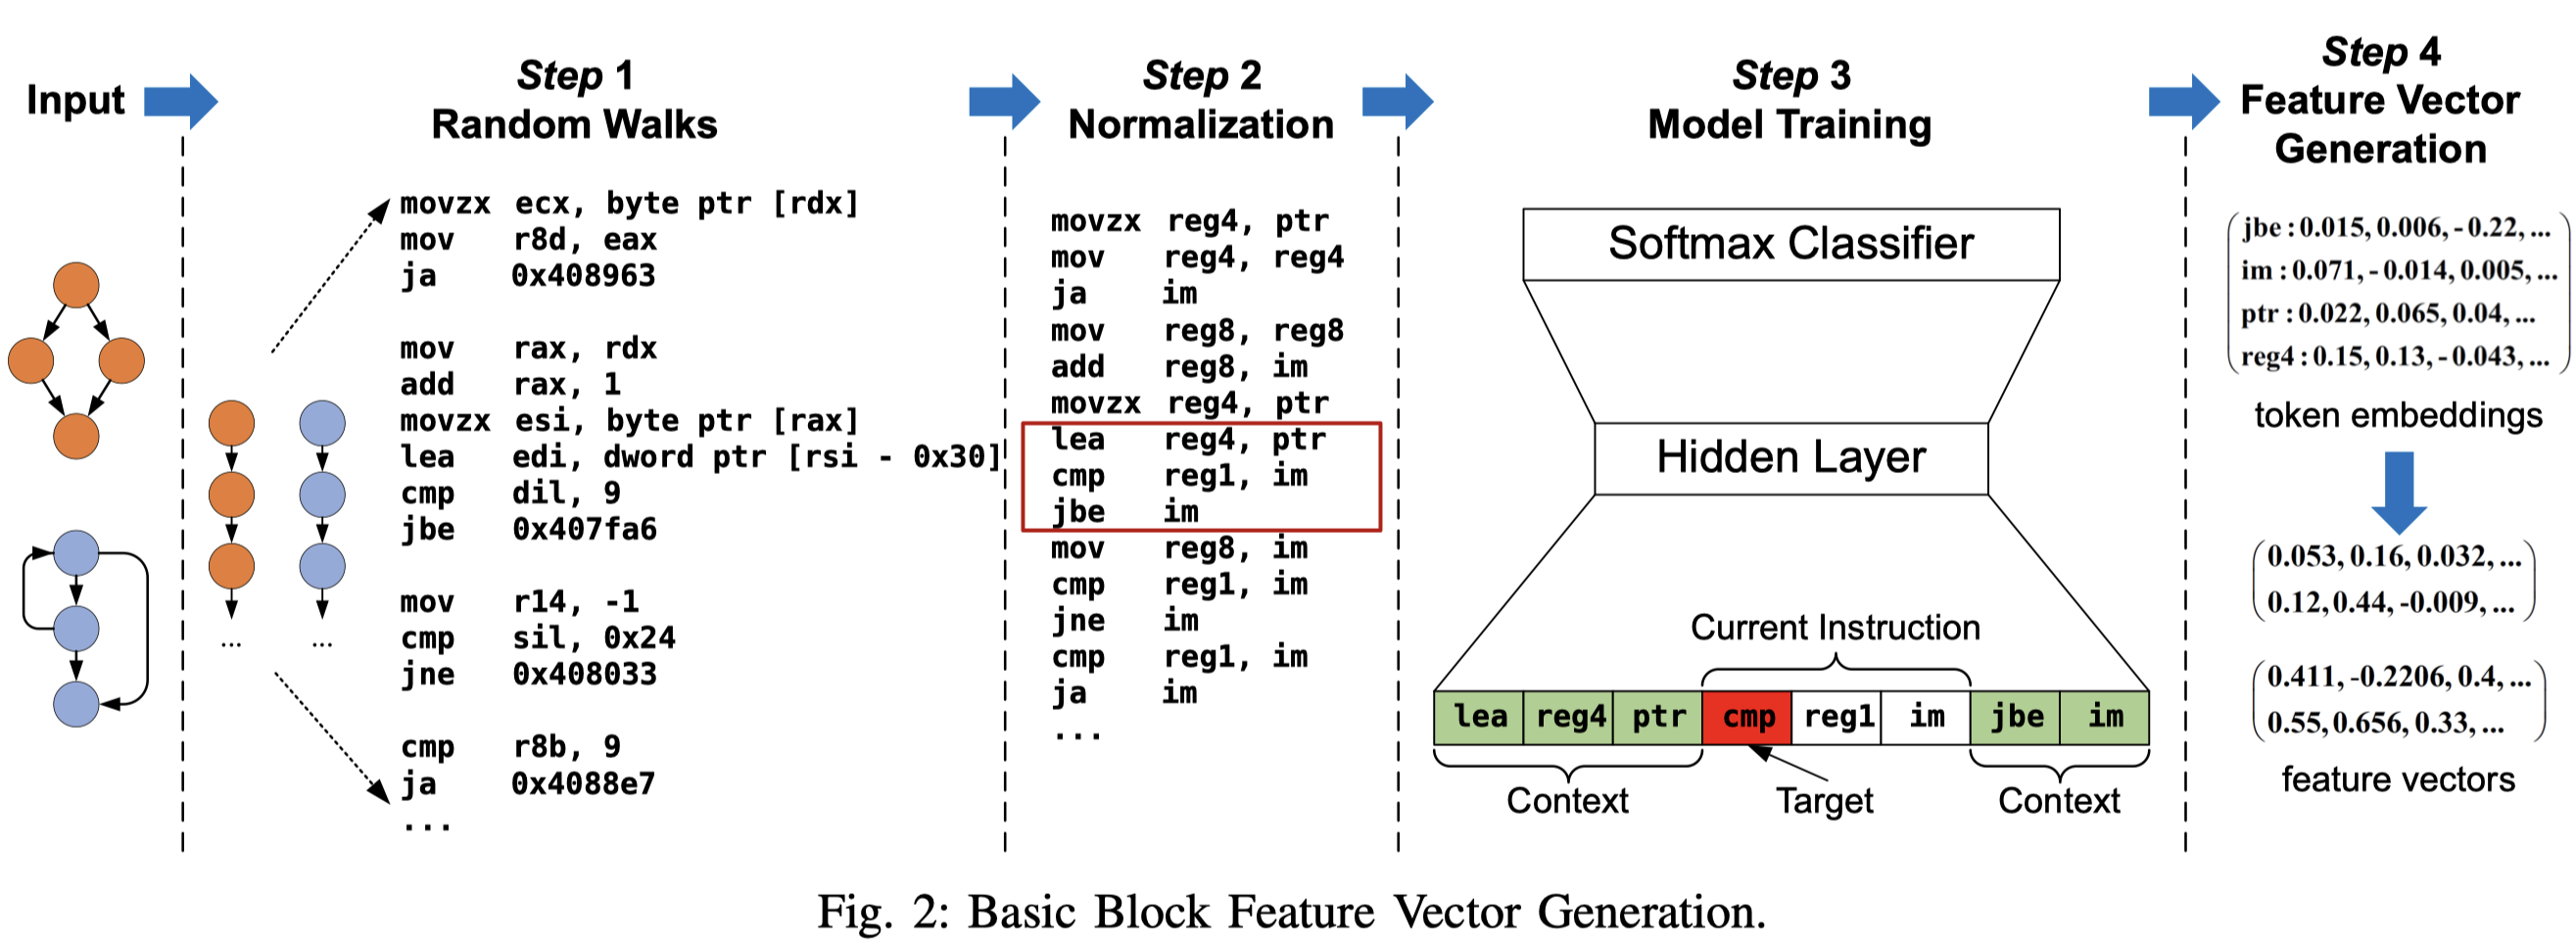 Input
Step 1
Random Walks
movzx ecx, byte ptr [rdx]
mov r8d, eax
ja 0x408963
mov rax, rdx
add rax, 1
movzx esi, byte ptr [rax]
lea edi, dword ptr [rsi - 0x30]
cmp dil, 9
jbe 0x407fa6
mov r14, -1
cmp sil, 0x24
jne 0x408033
cmp r8b, 9
ja 0x4088e7
...
...
...
Step 2
Normalization
movzx reg4, ptr
mov reg4, reg4
ja im
mov reg8, reg8
add reg8, im
movzx reg4, ptr
lea reg4, ptr
cmp reg1, im
jbe im
mov reg8, im
cmp reg1, im
jne im
cmp reg1, im
ja im
...
Step 3
Model Training
Softmax Classifier
Hidden Layer
Current Instruction
lea reg4 ptr cmp reg1 im jbe im
Context Target Context
Step 4
Feature Vector
Generation
jbe : 0.015, 0.006, - 0.22, ...
im : 0.071, - 0.014, 0.005, ...
ptr : 0.022, 0.065, 0.04, ...
reg4 : 0.15, 0.13, - 0.043, ...
token embeddings
0.053, 0.16, 0.032, ...
0.12, 0.44, -0.009, ...
0.411, -0.2206, 0.4, ...
0.55, 0.656, 0.33, ...
feature vectors
Fig. 2: Basic Block Feature Vector Generation.